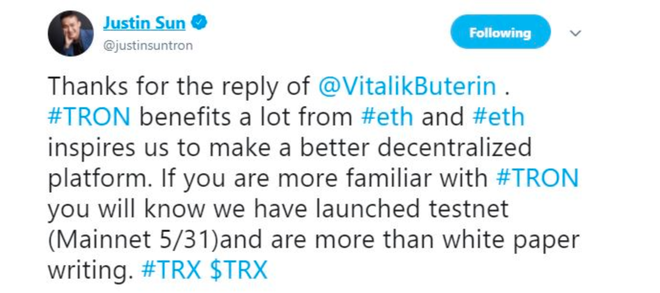 Justin Sun
@justinsuntron
Following
Thanks for the reply of @VitalikButerin .
#TRON benefits a lot from #eth and #eth
inspires us to make a better decentralized
platform. If you are more familiar with #TRON
you will know we have launched testnet
(Mainnet 5/31)and are more than white paper
writing. #TRX $TRX